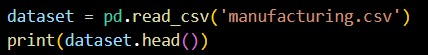 dataset = pd.read_csv('manufacturing.csv')
print(dataset.head())